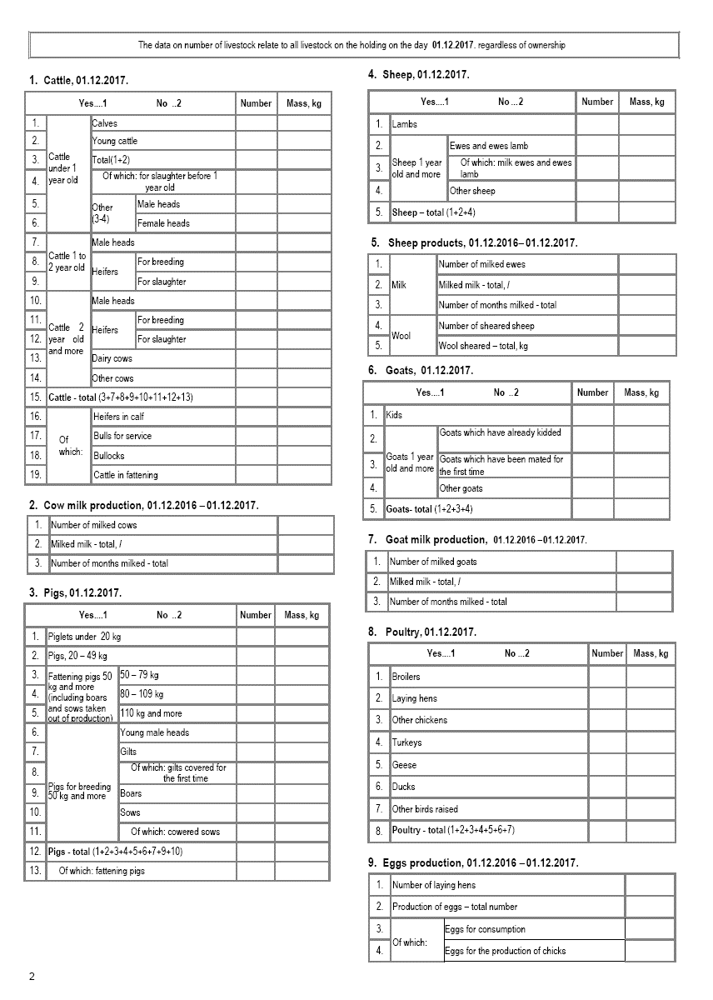 The data on number of livestock relate to all livestock on the holding on the day 01.12.2017. regardless of ownership
1. Cattle, 01.12.2017.
Yes....1 No ..2 Number Mass, kg
1. Calves
2. Young cattle
Cattle under 1 year old
3. Total(1+2)
4. Of which: for slaughter before 1
year old
5. Male heads
Other
(3-4)
6. Female heads
7. Male heads
Cattle 1 to
2 year old
8. For breeding
Heifers
9. For slaughter
10. Male heads
11. For breeding
Cattle 2
year old
and more
Heifers
12. For slaughter
13. Dairy cows
14. Other cows
15. Cattle - total (3+7+8+9+10+11+12+13)
16. Heifers in calf
17. Bulls for service
Of
which:
18. Bullocks
19. Cattle in fattening
2. Cow milk production, 01.12.2016 – 01.12.2017.
1. Number of milked cows
2. Milked milk - total, l
3. Number of months milked - total
3. Pigs, 01.12.2017.
Yes....1 No ..2 Number Mass, kg
1. Piglets under 20 kg
2. Pigs, 20 – 49 kg
Fattening pigs 50
kg and more
(including boars
and sows taken
out of production)
3. 50 – 79 kg
4. 80 – 109 kg
5. 110 kg and more
6. Young male heads
7. Gilts
8. Of which: gilts covered for
the first time
Pigs for breeding
50 kg and more
9. Boars
10. Sows
11. Of which: cowered sows
12. Pigs - total (1+2+3+4+5+6+7+9+10)
13. Of which: fattening pigs
4. Sheep, 01.12.2017.
Yes....1 No ...2 Number Mass, kg
1. Lambs
2. Ewes and ewes lamb
Sheep 1 year
old and more
3. Of which: milk ewes and ewes
lamb
4. Other sheep
5. Sheep – total (1+2+4)
5. Sheep products, 01.12.2016– 01.12.2017.
1. Number of milked ewes
2. Milk Milked milk - total, l
3. Number of months milked - total
4. Number of sheared sheep
Wool
5. Wool sheared – total, kg
6. Goats, 01.12.2017.
Yes....1 No ..2 Number Mass, kg
1. Kids
2. Goats which have already kidded
Goats 1 year
old and more
3. Goats which have been mated for
the first time
4. Other goats
5. Goats- total (1+2+3+4)
7. Goat milk production, 01.12.2016 –01.12.2017.
1. Number of milked goats
2. Milked milk - total, l
3. Number of months milked - total
8. Poultry, 01.12.2017.
Yes....1 No ...2 Number Mass, kg
1. Broilers
2. Laying hens
3. Other chickens
4. Turkeys
5. Geese
6. Ducks
7. Other birds raised
8. Poultry - total (1+2+3+4+5+6+7)
9. Eggs production, 01.12.2016 – 01.12.2017.
1. Number of laying hens
2. Production of eggs – total number
3. Eggs for consumption
Of which:
4. Eggs for the production of chicks
2